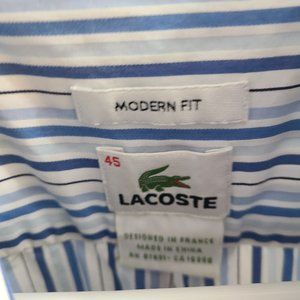 MODERN FIT
45
LACOSTE
DESIGNED IN FRANCE
MADE IN CHINA